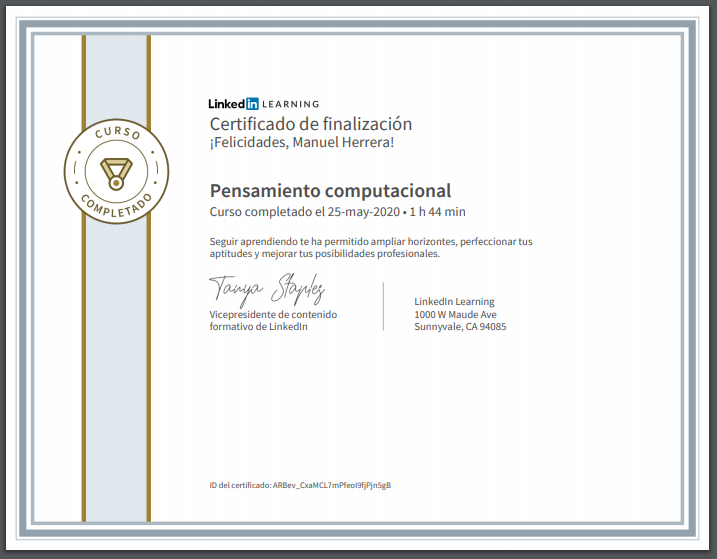 CURSO
COMPLETADO
Linked in LEARNING
Certificado de finalización
¡Felicidades, Manuel Herrera!
Pensamiento computacional
Curso completado el 25-may-2020 • 1 h 44 min
Seguir aprendiendo te ha permitido ampliar horizontes, perfeccionar tus
aptitudes y mejorar tus posibilidades profesionales.
Tanya Staples
Vicepresidente de contenido
formativo de LinkedIn
LinkedIn Learning
1000 W Maude Ave
Sunnyvale, CA 94085
ID del certificado: ARBev_CxaMCL7mPfeoI9fjPjn5gB